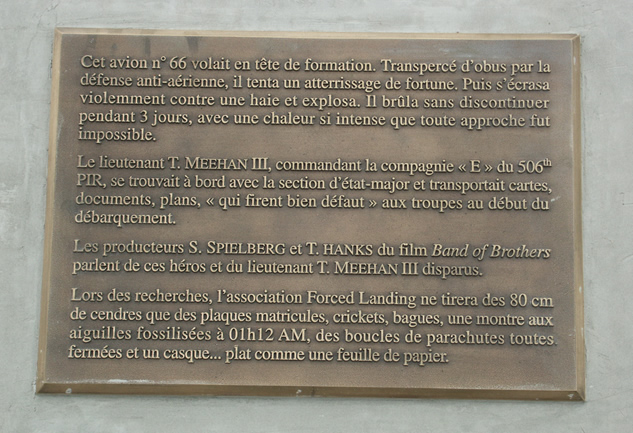 Cet avion n° 66 volait en tête de formation. Transpercé d'obus par la
défense anti-aérienne, il tenta un atterrissage de fortune. Puis s'écrasa
violemment contre une haie et explosa. Il brûla sans discontinuer
pendant 3 jours, avec une chaleur si intense que toute approche fut
impossible.
Le lieutenant T. MEEHAN III, commandant la compagnie « E » du 506th
PIR, se trouvait à bord avec la section d'état-major et transportait cartes,
documents, plans, « qui firent bien défaut » aux troupes au début du
débarquement.
Les producteurs S. SPIELBERG et T. HANKS du film Band of Brothers
parlent de ces héros et du lieutenant T. MEEHAN III disparus.
Lors des recherches, l'association Forced Landing ne tirera des 80 cm
de cendres que des plaques matricules, crickets, bagues, une montre aux
aiguilles fossilisées à 01h12 AM, des boucles de parachutes toutes
fermées et un casque... plat comme une feuille de papier.